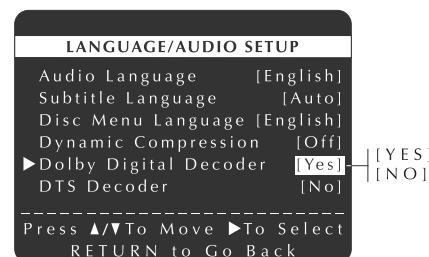 LANGUAGE/AUDIO SETUP
Audio Language [English]
Subtitle Language [Auto]
Disc Menu Language [English]
Dynamic Compression [Off]
▶Dolby Digital Decoder [Yes]
[YES]
[NO]
DTS Decoder [No]
Press ▲/▼To Move ▶To Select
RETURN to Go Back